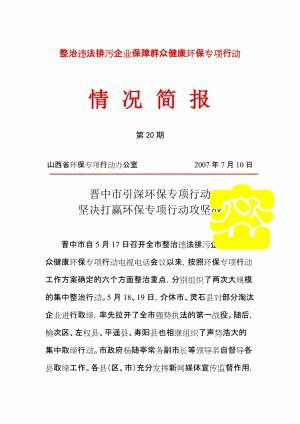 整治违法排污企业保障群众健康环保专项行动
情况简报
第 20 期
山西省环保专项行动办公室 2007 年 7 月 10 日
晋中市引深环保专项行动
坚决打赢环保专项行动攻坚
晋中市自 5 月 17 日召开全市整治违法排污
众健康环保专项行动电视电话会议以来,按照环保专项行动
工作方案确定的六个方面整治重点,分别组织了两次大规模
的集中整治行动。5 月 18、19 日,介休市、灵石县对部分淘汰
企业进行取缔,率先拉开了全市强势执法的第一战役。随后,
榆次区、左权县、平遥县、寿阳县也相继组织了声势浩大的
集中取缔行动。市政府杨随亭常务副市长等领导亲自督导各
县取缔工作。各县(区、市)充分发挥新闻媒体宣传监督作用,